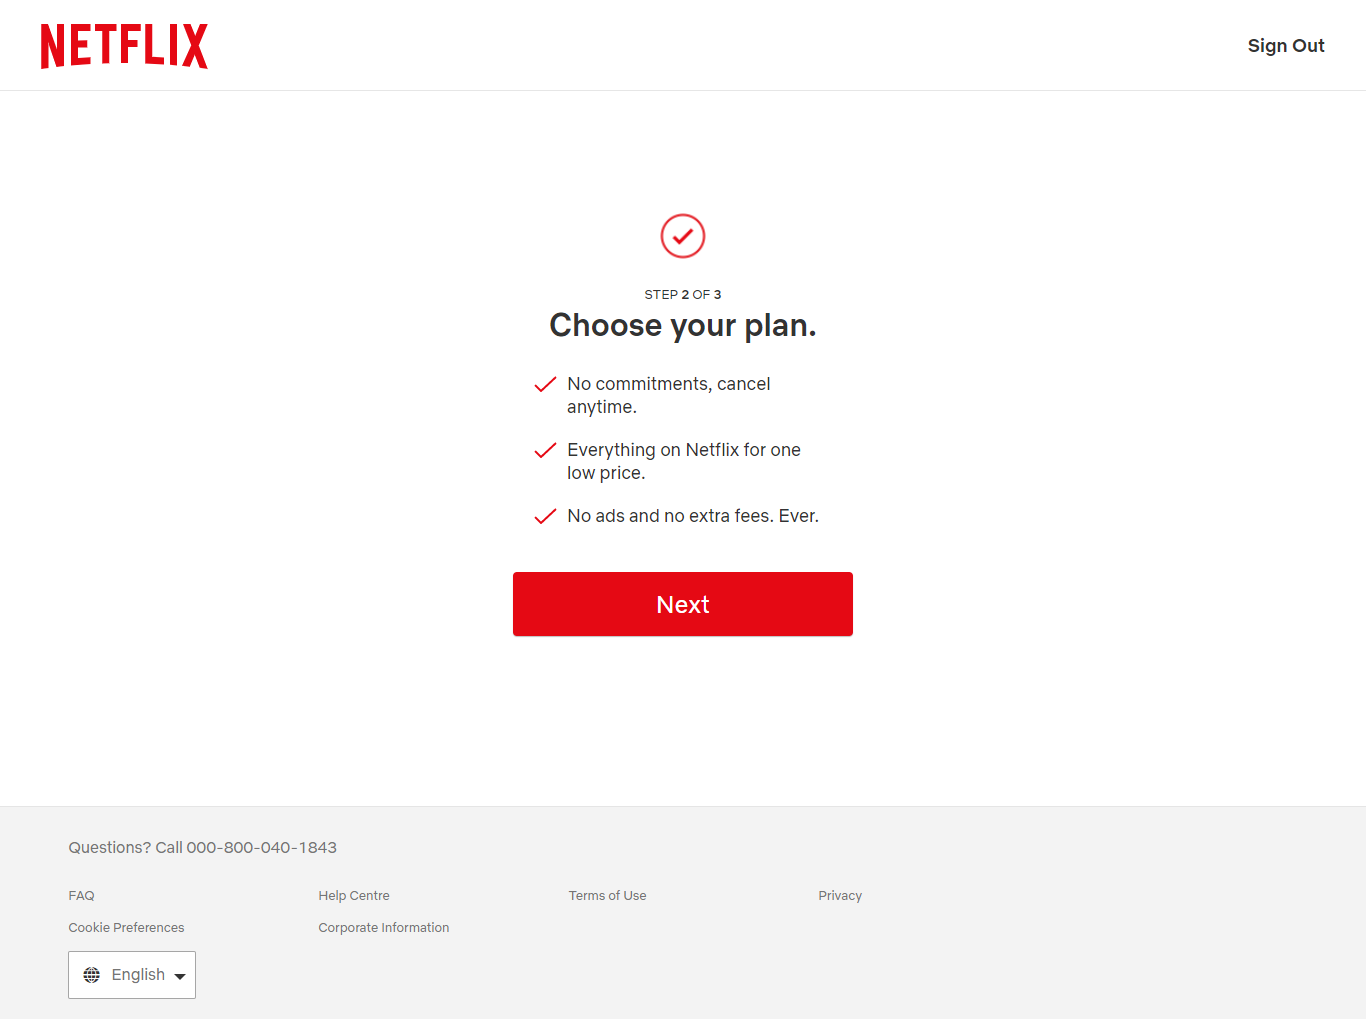 NETFLIX
Sign Out
STEP 2 OF 3
Choose your plan.
No commitments, cancel
anytime.
Everything on Netflix for one
low price.
No ads and no extra fees. Ever.
Next
Questions? Call 000-800-040-1843
FAQ
Help Centre
Terms of Use
Privacy
Cookie Preferences
Corporate Information
English